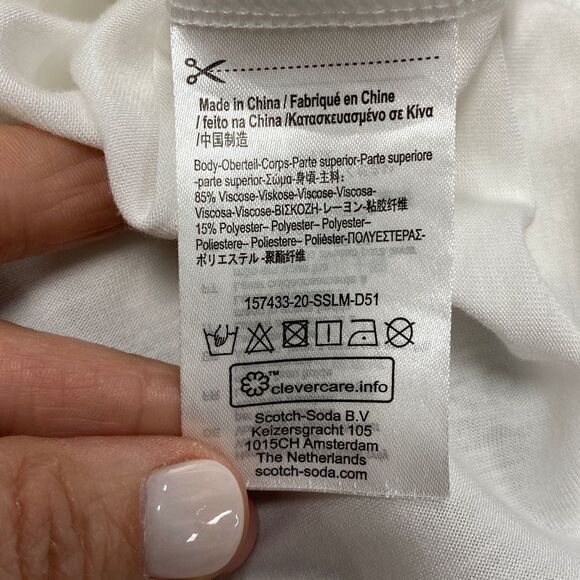 Made in China / Fabriqué en Chine
/ feito na China /Κατασκευασμένο σε Κίνα
/中国制造
Body-Oberteil-Corps-Parte superior-Parte superiore
-parte superior-Σώμα-身頃-主料:
85% Viscose-Viskose-Viscose-Viscosa-
Viscosa-Viscose-ΒΙΣΚΟΖΗ-レーヨン-粘胶纤维
15% Polyester– Polyester– Polyester–
Poliestere– Poliestere– Poliéster-ΠΟΛΥΕΣΤΕΡΑΣ-
ポリエステル -聚酯纤维
157433-20-SSLM-D51
TM
clevercare.info
Scotch-Soda B.V
Keizersgracht 105
1015CH Amsterdam
The Netherlands
scotch-soda.com